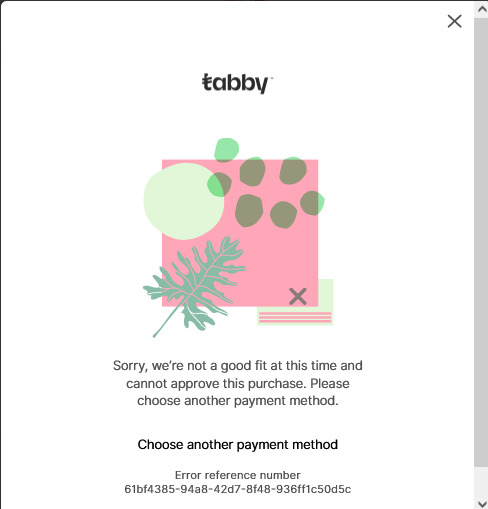 tabby™
Sorry, we’re not a good fit at this time and
cannot approve this purchase. Please
choose another payment method.
Choose another payment method
Error reference number
61bf4385-94a8-42d7-8f48-936ff1c50d5c